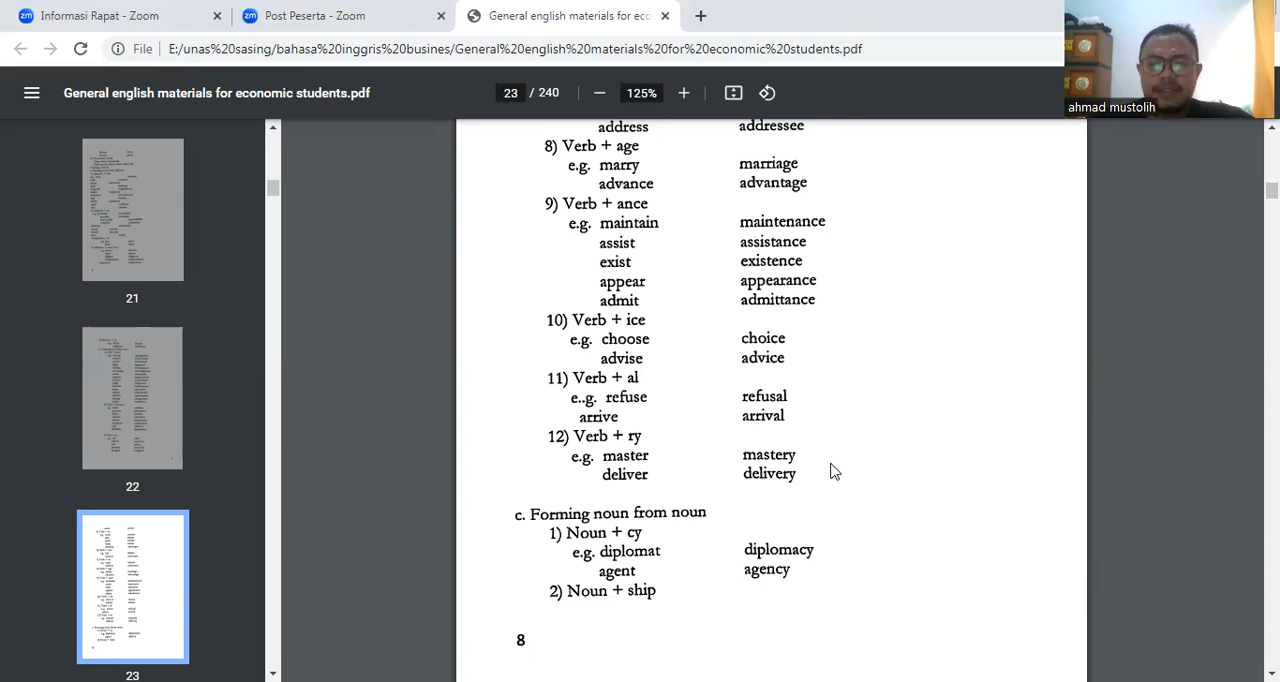 Informasi Rapat - Zoom
Post Peserta - Zoom
General english materials for eco
File E:/unas%20sasing/bahasa%20inggris%20busines/General%20english%20materials%20for%20economic%20students.pdf
ahmad mustolih
General english materials for economic students.pdf
23 / 240
125%
21
22
23
address addressee
8) Verb + age
e.g. marry marriage
advance advantage
9) Verb + ance
e.g. maintain maintenance
assist assistance
exist existence
appear appearance
admit admittance
10) Verb + ice
e.g. choose choice
advise advice
11) Verb + al
e..g. refuse refusal
arrive arrival
12) Verb + ry
e.g. master mastery
deliver delivery
c. Forming noun from noun
1) Noun + cy
e.g. diplomat diplomacy
agent agency
2) Noun + ship
8